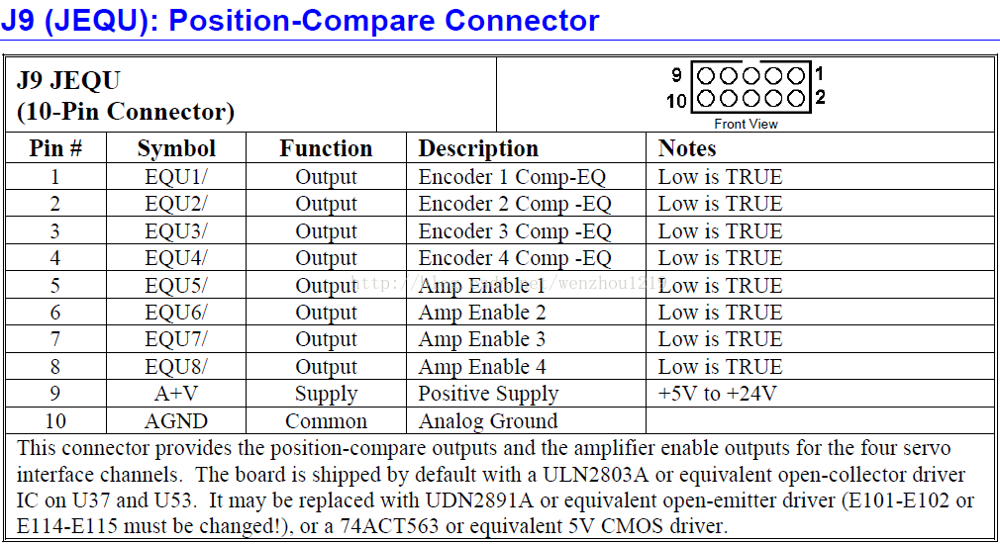 J9 (JEQU): Position-Compare Connector
J9 JEQU
(10-Pin Connector)
9 1
10 2
Front View
Pin # Symbol Function Description Notes
1 EQU1/ Output Encoder 1 Comp-EQ Low is TRUE
2 EQU2/ Output Encoder 2 Comp -EQ Low is TRUE
3 EQU3/ Output Encoder 3 Comp -EQ Low is TRUE
4 EQU4/ Output Encoder 4 Comp -EQ Low is TRUE
5 EQU5/ Output Amp Enable 1 Low is TRUE
6 EQU6/ Output Amp Enable 2 Low is TRUE
7 EQU7/ Output Amp Enable 3 Low is TRUE
8 EQU8/ Output Amp Enable 4 Low is TRUE
9 A+V Supply Positive Supply +5V to +24V
10 AGND Common Analog Ground
This connector provides the position-compare outputs and the amplifier enable outputs for the four servo
interface channels. The board is shipped by default with a ULN2803A or equivalent open-collector driver
IC on U37 and U53. It may be replaced with UDN2891A or equivalent open-emitter driver (E101-E102 or
E114-E115 must be changed!), or a 74ACT563 or equivalent 5V CMOS driver.